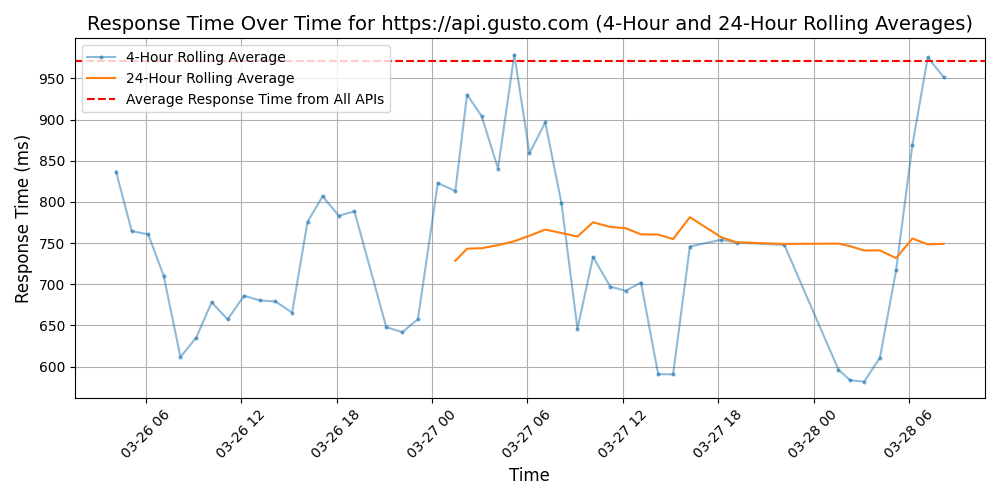 Response Time Over Time for https://api.gusto.com (4-Hour and 24-Hour Rolling Averages)
4-Hour Rolling Average
24-Hour Rolling Average
Average Response Time from All APIs
Response Time (ms)
950
900
850
800
750
700
650
600
03-26 06
03-26 12
03-26 18
03-27 00
03-27 06
03-27 12
03-27 18
03-28 00
03-28 06
Time